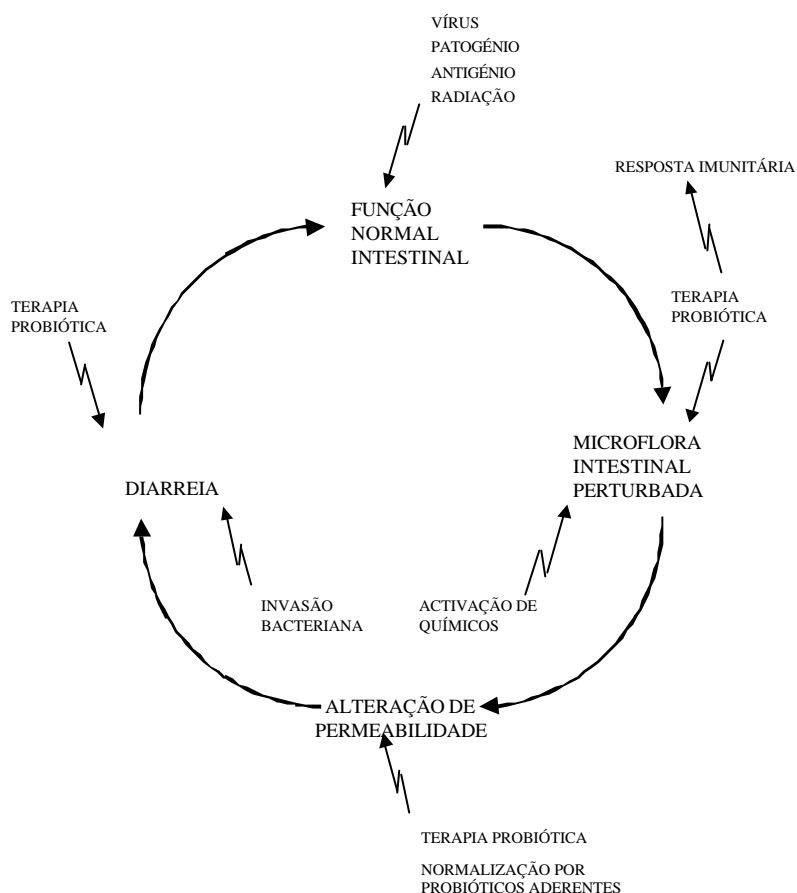 VÍRUS
PATOGÉNIO
ANTIGÉNIO
RADIAÇÃO
RESPOSTA IMUNITÁRIA
FUNÇÃO
NORMAL
INTESTINAL
TERAPIA
PROBIÓTICA
TERAPIA
PROBIÓTICA
MICROFLORA
INTESTINAL
PERTURBADA
DIARREIA
INVASÃO
BACTERIANA
ACTIVAÇÃO DE
QUÍMICOS
ALTERAÇÃO DE
PERMEABILIDADE
TERAPIA PROBIÓTICA
NORMALIZAÇÃO POR
PROBIÓTICOS ADERENTES